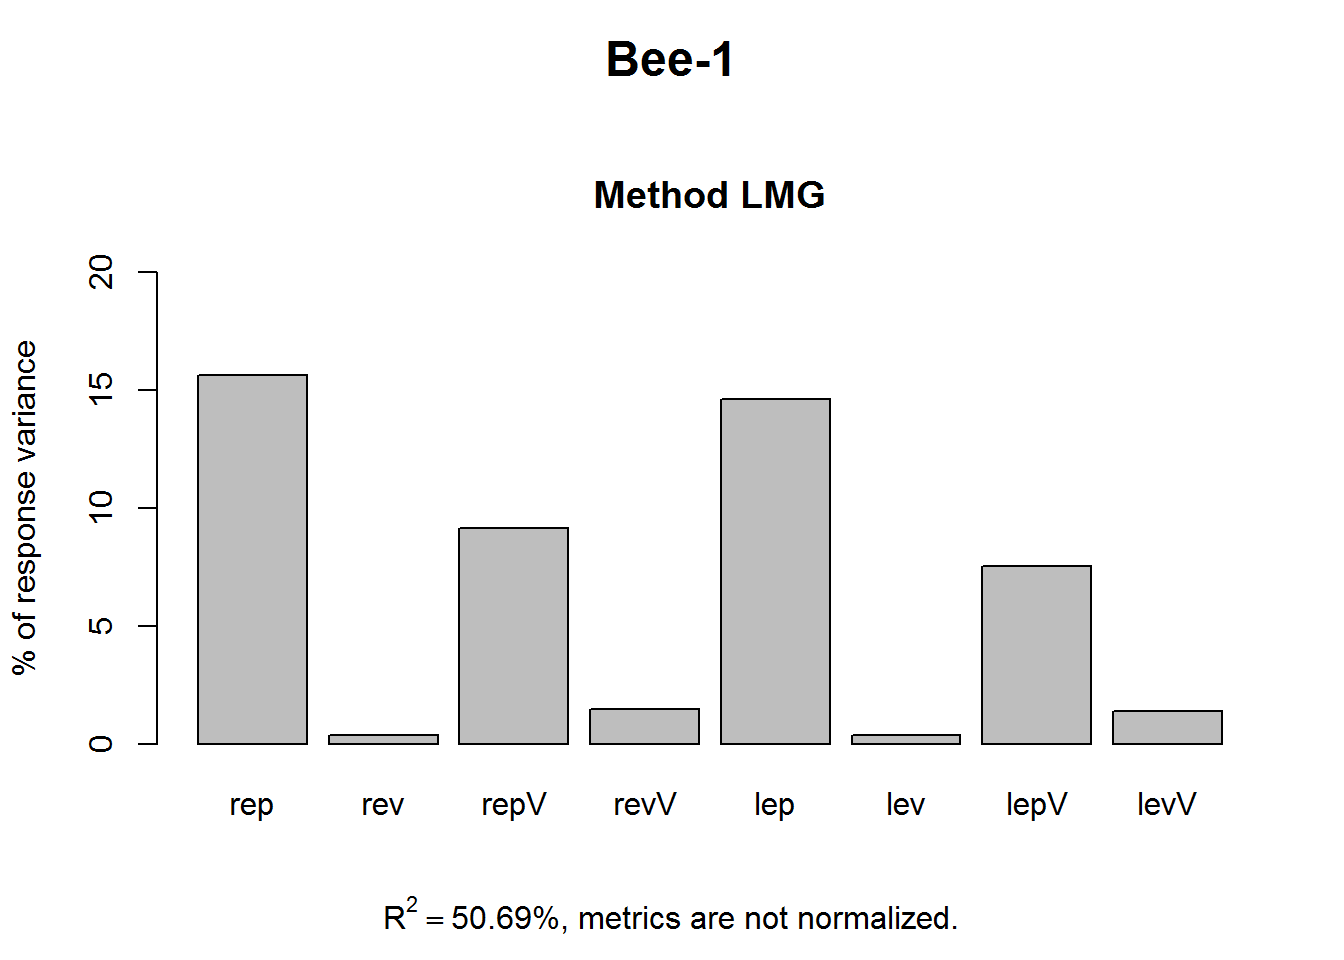 Bee-1
Method LMG
% of response variance
20
15
10
5
0
rep rev repV revV lep lev lepV levV
R² = 50.69%, metrics are not normalized.